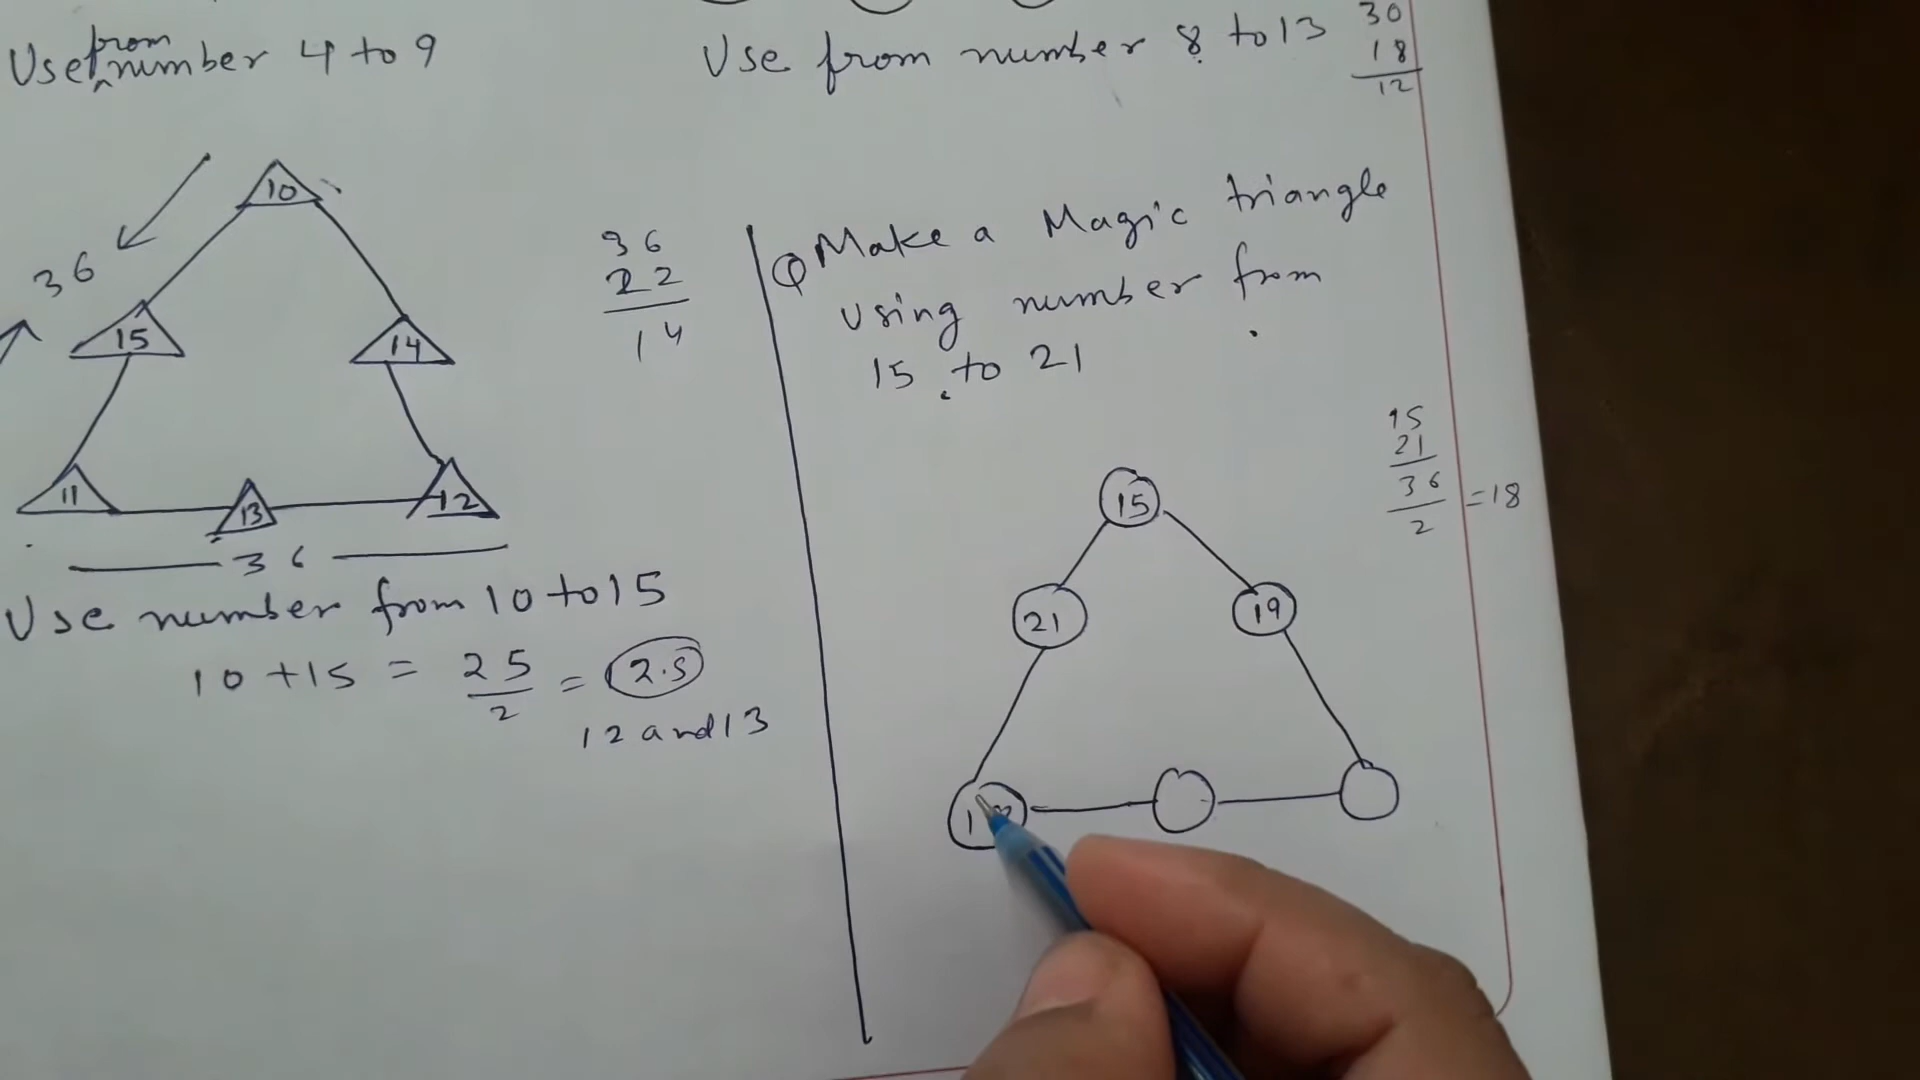 Use from number 4 to 9
Use from number 8 to 13
30
18
12
10
36
15
14
11
13
12
36
Use number from 10 to 15
10 + 15 = 25/2 = 2.5
12 and 13
36
22
14
Q Make a Magic triangle
using number from
15 to 21
15
21
36/2 = 18
15
21
19